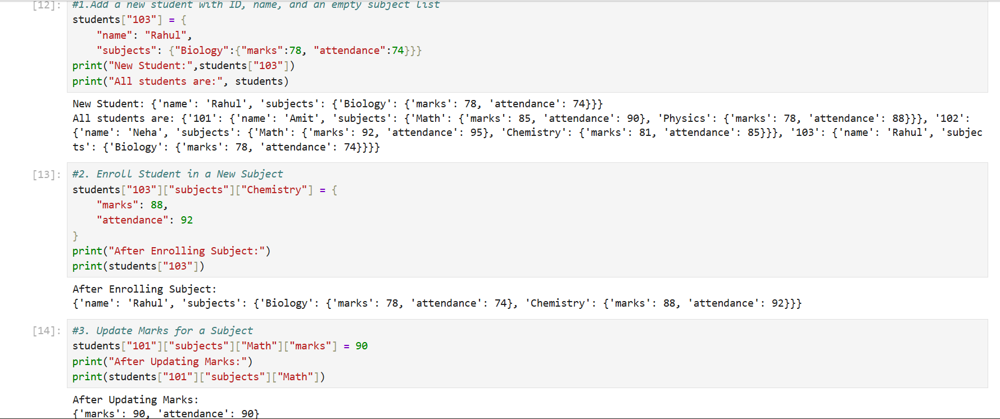 [12]: #1.Add a new student with ID, name, and an empty subject list
students["103"] = {
    "name": "Rahul",
    "subjects": {"Biology":{"marks":78, "attendance":74}}}
print("New Student:",students["103"])
print("All students are:", students)
New Student: {'name': 'Rahul', 'subjects': {'Biology': {'marks': 78, 'attendance': 74}}}
All students are: {'101': {'name': 'Amit', 'subjects': {'Math': {'marks': 85, 'attendance': 90}, 'Physics': {'marks': 78, 'attendance': 88}}}, '102':
{'name': 'Neha', 'subjects': {'Math': {'marks': 92, 'attendance': 95}, 'Chemistry': {'marks': 81, 'attendance': 85}}}, '103': {'name': 'Rahul', 'subjec
ts': {'Biology': {'marks': 78, 'attendance': 74}}}}
[13]: #2. Enroll Student in a New Subject
students["103"]["subjects"]["Chemistry"] = {
    "marks": 88,
    "attendance": 92
}
print("After Enrolling Subject:")
print(students["103"])
After Enrolling Subject:
{'name': 'Rahul', 'subjects': {'Biology': {'marks': 78, 'attendance': 74}, 'Chemistry': {'marks': 88, 'attendance': 92}}}
[14]: #3. Update Marks for a Subject
students["101"]["subjects"]["Math"]["marks"] = 90
print("After Updating Marks:")
print(students["101"]["subjects"]["Math"])
After Updating Marks:
{'marks': 90, 'attendance': 90}